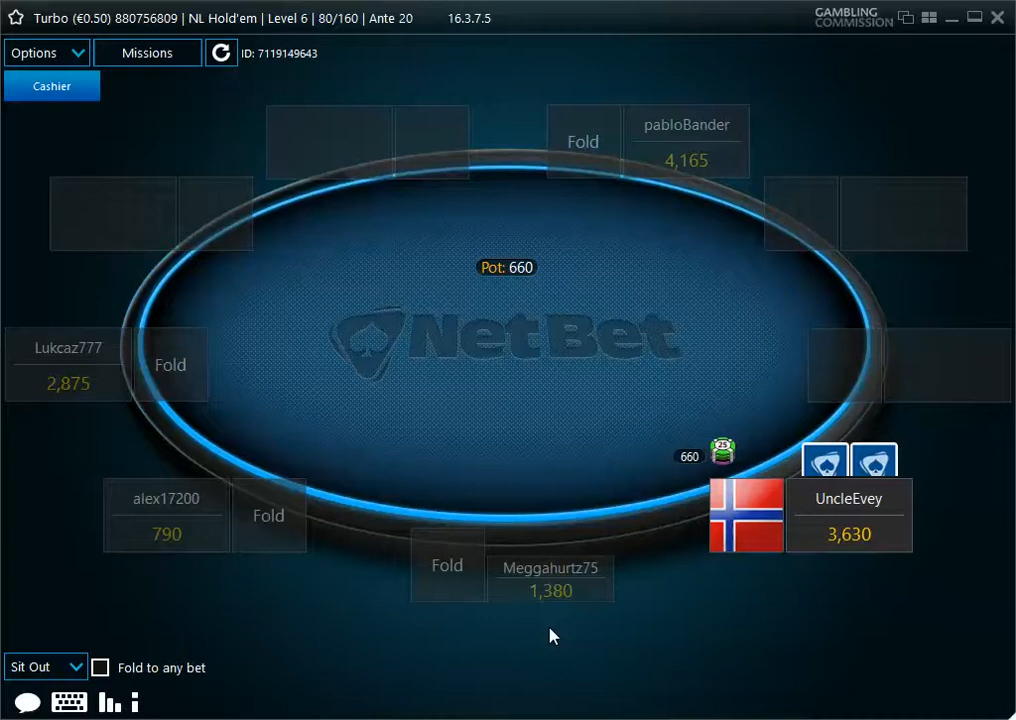 Turbo (€0.50) 880756809 | NL Hold'em | Level 6 | 80/160 | Ante 20 16.3.7.5
GAMBLING
COMMISSION
Options Missions ID: 7119149643
Cashier
Fold pabloBander
4,165
Pot: 660
NetBet
Lukcaz777
2,875
Fold
25
660
alex17200
790
Fold
UncleEvey
3,630
Fold
Meggahurtz75
1,380
Sit Out Fold to any bet